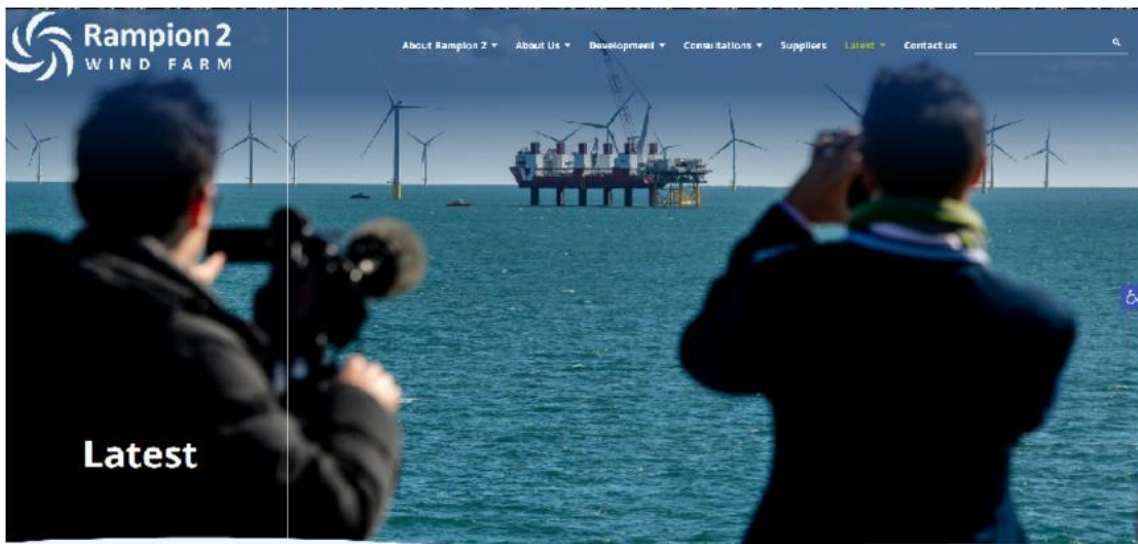 Rampion 2
WIND FARM
About Rampion 2 About Us Development Consultations Suppliers Latest Contact us
Latest